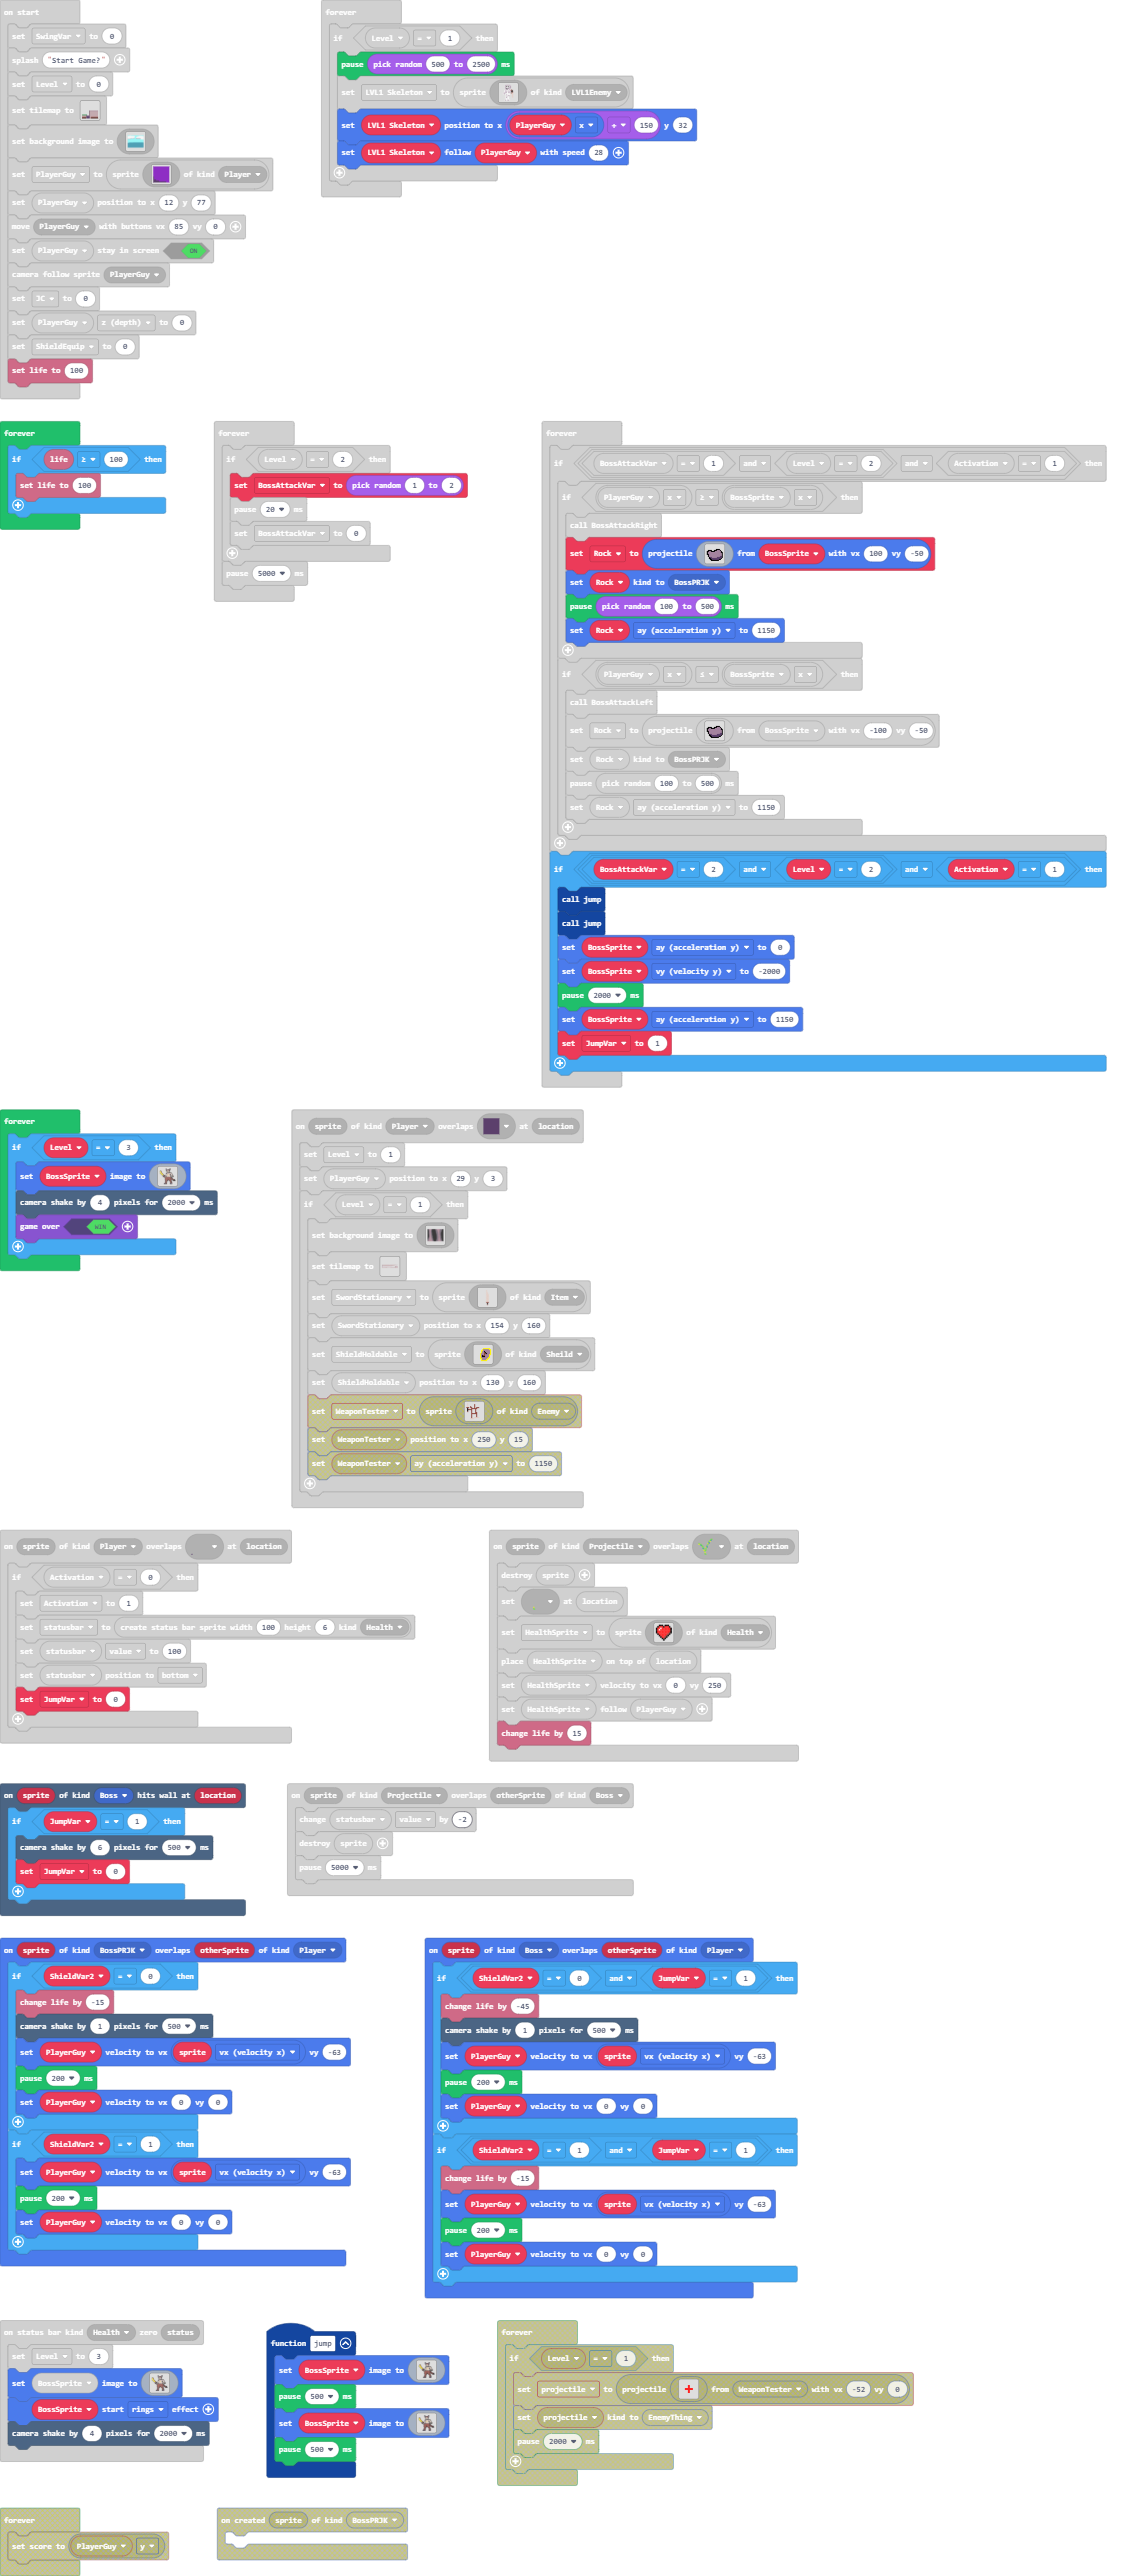 on start
set SwingVar to 0
splash "Start Game?"
set Level to 0
set tilemap to
set background image to
set PlayerGuy to sprite of kind Player
set PlayerGuy position to x 12 y 77
move PlayerGuy with buttons vx 85 vy 0
set PlayerGuy stay in screen ON
camera follow sprite PlayerGuy
set JC to 0
set PlayerGuy z (depth) to 0
set ShieldEquip to 0
set life to 100
forever
if Level = 1 then
pause pick random 500 to 2500 ms
set LVL1 Skeleton to sprite of kind LVL1Enemy
set LVL1 Skeleton position to x PlayerGuy x + 150 y 32
set LVL1 Skeleton follow PlayerGuy with speed 28
forever
if life ≥ 100 then
set life to 100
forever
if Level = 2 then
set BossAttackVar to pick random 1 to 2
pause 20 ms
set BossAttackVar to 0
pause 5000 ms
forever
if BossAttackVar = 1 and Level = 2 and Activation = 1 then
if PlayerGuy x ≥ BossSprite x then
call BossAttackRight
set Rock to projectile from BossSprite with vx 100 vy -50
set Rock kind to BossPRJK
pause pick random 100 to 500 ms
set Rock ay (acceleration y) to 1150
if PlayerGuy x ≤ BossSprite x then
call BossAttackLeft
set Rock to projectile from BossSprite with vx -100 vy -50
set Rock kind to BossPRJK
pause pick random 100 to 500 ms
set Rock ay (acceleration y) to 1150
if BossAttackVar = 2 and Level = 2 and Activation = 1 then
call jump
call jump
set BossSprite ay (acceleration y) to 0
set BossSprite vy (velocity y) to -2000
pause 2000 ms
set BossSprite ay (acceleration y) to 1150
set JumpVar to 1
forever
if Level = 3 then
set BossSprite image to
camera shake by 4 pixels for 2000 ms
game over WIN
on sprite of kind Player overlaps at location
set Level to 1
set PlayerGuy position to x 29 y 3
if Level = 1 then
set background image to
set tilemap to
set SwordStationary to sprite of kind Item
set SwordStationary position to x 154 y 160
set ShieldHoldable to sprite of kind Sheild
set ShieldHoldable position to x 130 y 160
set WeaponTester to sprite of kind Enemy
set WeaponTester position to x 250 y 15
set WeaponTester ay (acceleration y) to 1150
on sprite of kind Player overlaps at location
if Activation = 0 then
set Activation to 1
set statusbar to create status bar sprite width 100 height 6 kind Health
set statusbar value to 100
set statusbar position to bottom
set JumpVar to 0
on sprite of kind Projectile overlaps at location
destroy sprite
set at location
set HealthSprite to sprite of kind Health
place HealthSprite on top of location
set HealthSprite velocity to vx 0 vy 250
set HealthSprite follow PlayerGuy
change life by 15
on sprite of kind Boss hits wall at location
if JumpVar = 1 then
camera shake by 6 pixels for 500 ms
set JumpVar to 0
on sprite of kind Projectile overlaps otherSprite of kind Boss
change statusbar value by -2
destroy sprite
pause 5000 ms
on sprite of kind BossPRJK overlaps otherSprite of kind Player
if ShieldVar2 = 0 then
change life by -15
camera shake by 1 pixels for 500 ms
set PlayerGuy velocity to vx sprite vx (velocity x) vy -63
pause 200 ms
set PlayerGuy velocity to vx 0 vy 0
if ShieldVar2 = 1 then
set PlayerGuy velocity to vx sprite vx (velocity x) vy -63
pause 200 ms
set PlayerGuy velocity to vx 0 vy 0
on sprite of kind Boss overlaps otherSprite of kind Player
if ShieldVar2 = 0 and JumpVar = 1 then
change life by -45
camera shake by 1 pixels for 500 ms
set PlayerGuy velocity to vx sprite vx (velocity x) vy -63
pause 200 ms
set PlayerGuy velocity to vx 0 vy 0
if ShieldVar2 = 1 and JumpVar = 1 then
change life by -15
set PlayerGuy velocity to vx sprite vx (velocity x) vy -63
pause 200 ms
set PlayerGuy velocity to vx 0 vy 0
on status bar kind Health zero status
set Level to 3
set BossSprite image to
BossSprite start rings effect
camera shake by 4 pixels for 2000 ms
function jump
set BossSprite image to
pause 500 ms
set BossSprite image to
pause 500 ms
forever
if Level = 1 then
set projectile to projectile from WeaponTester with vx -52 vy 0
set projectile kind to EnemyThing
pause 2000 ms
forever
set score to PlayerGuy y
on created sprite of kind BossPRJK